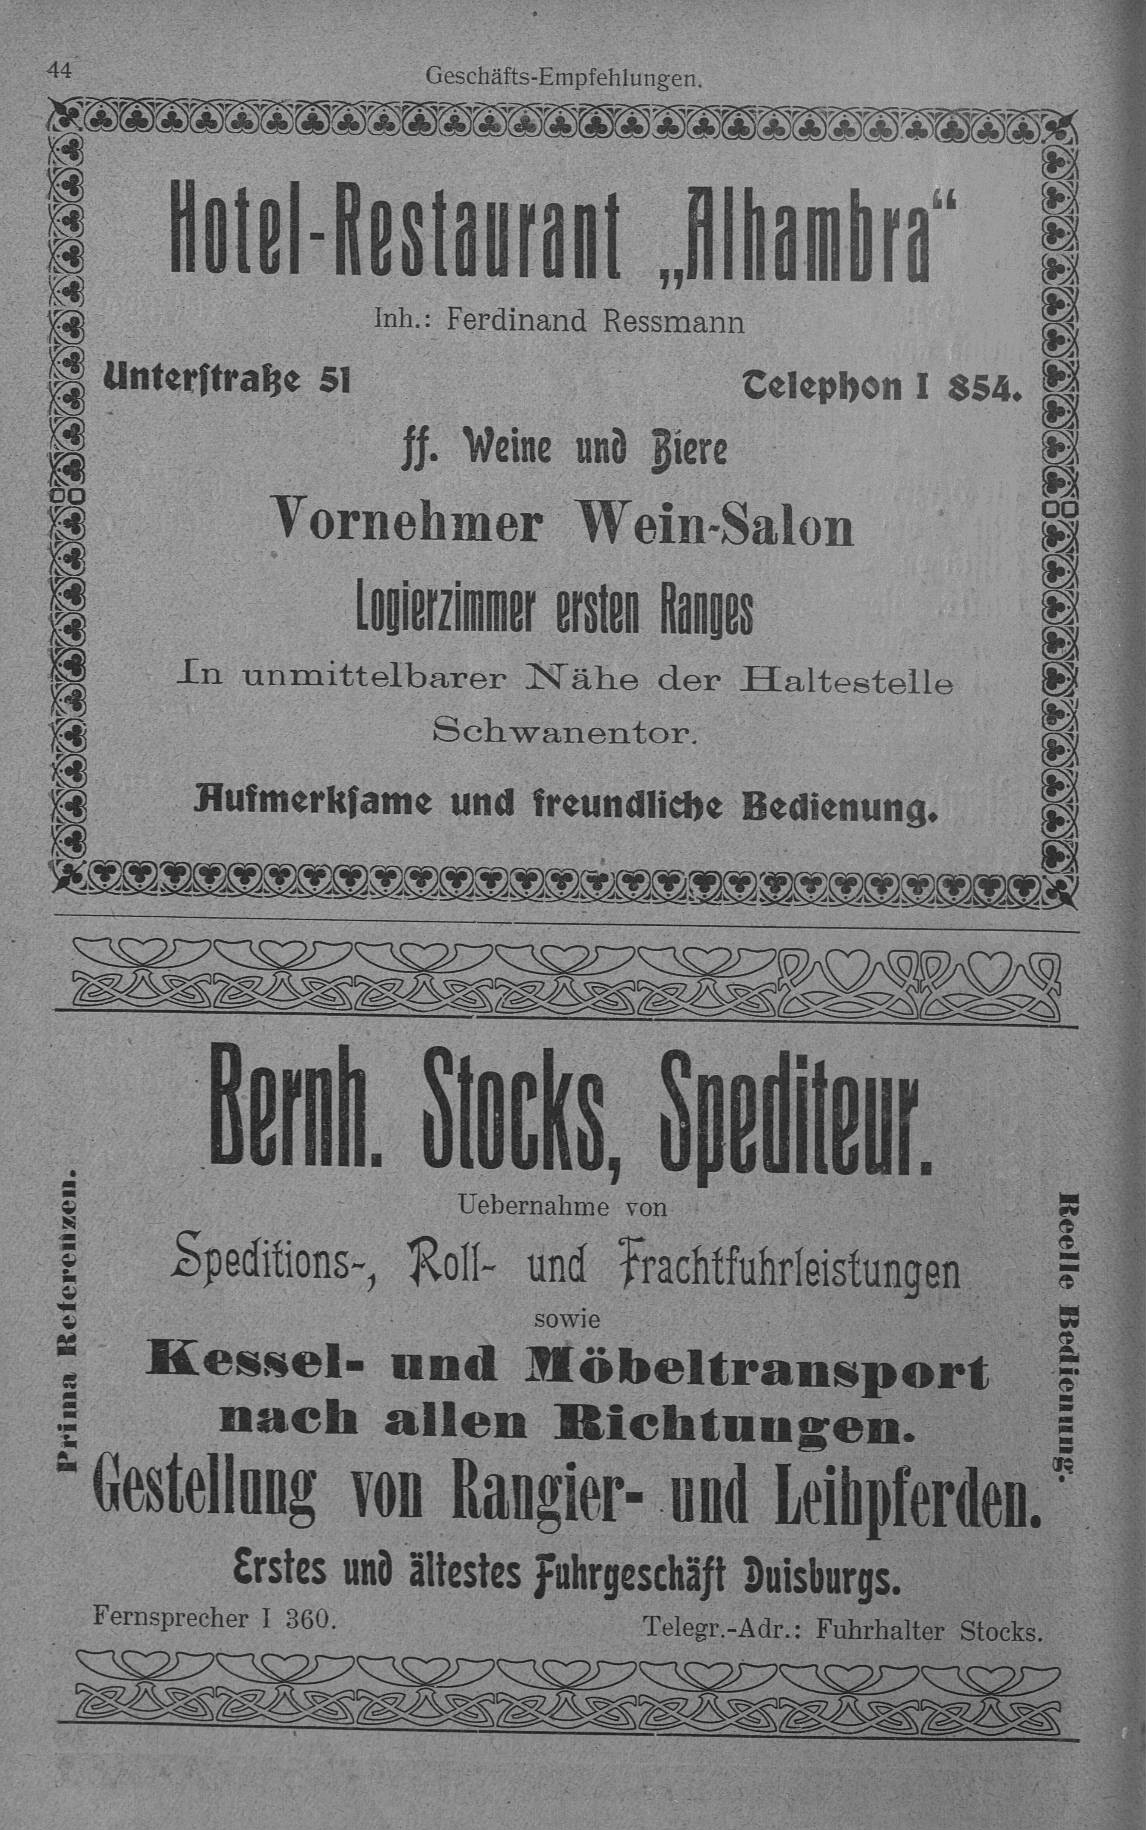 44
Geschäfts-Empfehlungen.
Hotel-Restaurant „Alhambra“
Inh.: Ferdinand Ressmann
Unterſtraße 51
Telephon I 854.
ff. Weine und Biere
Vornehmer Wein-Salon
Logierzimmer ersten Ranges
In unmittelbarer Nähe der Haltestelle
Schwanentor.
Aufmerkſame und freundliche Bedienung.
Bernh. Stocks, Spediteur.
Uebernahme von
Speditions-, Roll- und Frachtfuhrleistungen
sowie
Kessel- und Möbeltransport
nach allen Richtungen.
Gestellung von Rangier- und Leihpferden.
Erstes und ältestes Fuhrgeschäft Duisburgs.
Fernsprecher I 360.
Telegr.-Adr.: Fuhrhalter Stocks.
Prima Referenzen.
Reelle Bedienung.